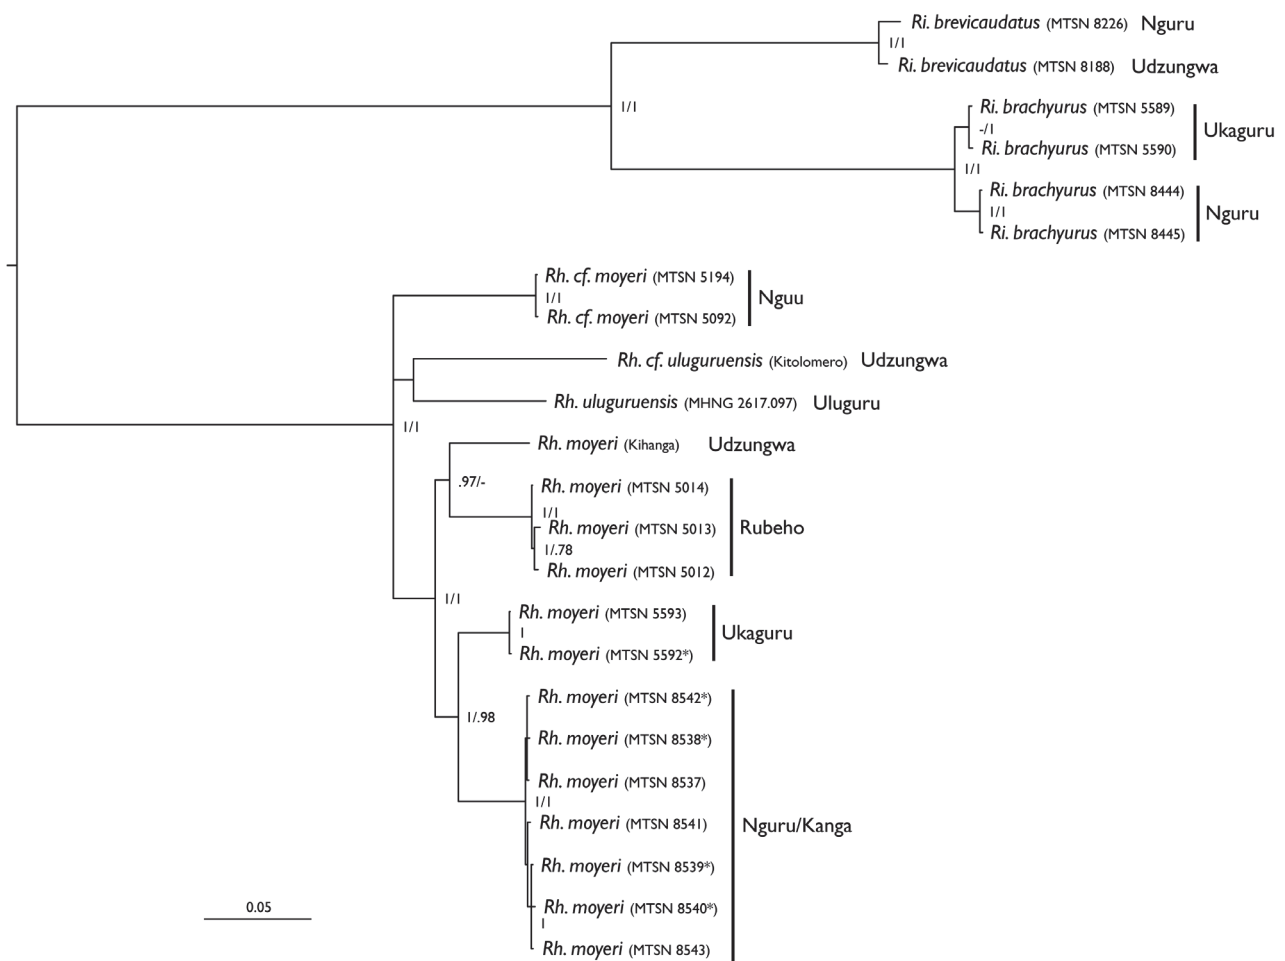 Ri. brevicaudatus (MTSN 8226) Nguru
1/1
Ri. brevicaudatus (MTSN 8188) Udzungwa
1/1
Ri. brachyurus (MTSN 5589)
-/1
Ukaguru
Ri. brachyurus (MTSN 5590)
1/1
Ri. brachyurus (MTSN 8444)
1/1
Nguru
Ri. brachyurus (MTSN 8445)
Rh. cf. moyeri (MTSN 5194)
1/1
Nguu
Rh. cf. moyeri (MTSN 5092)
Rh. cf. uluguruensis (Kitolomero) Udzungwa
Rh. uluguruensis (MHNG 2617.097) Uluguru
1/1
Rh. moyeri (Kihanga) Udzungwa
.97/-
Rh. moyeri (MTSN 5014)
1/1
Rh. moyeri (MTSN 5013)
Rubeho
1/.78
Rh. moyeri (MTSN 5012)
1/1
Rh. moyeri (MTSN 5593)
1
Ukaguru
Rh. moyeri (MTSN 5592*)
Rh. moyeri (MTSN 8542*)
1/.98
Rh. moyeri (MTSN 8538*)
Rh. moyeri (MTSN 8537)
1/1
Rh. moyeri (MTSN 8541)
Nguru/Kanga
Rh. moyeri (MTSN 8539*)
Rh. moyeri (MTSN 8540*)
1
Rh. moyeri (MTSN 8543)
0.05